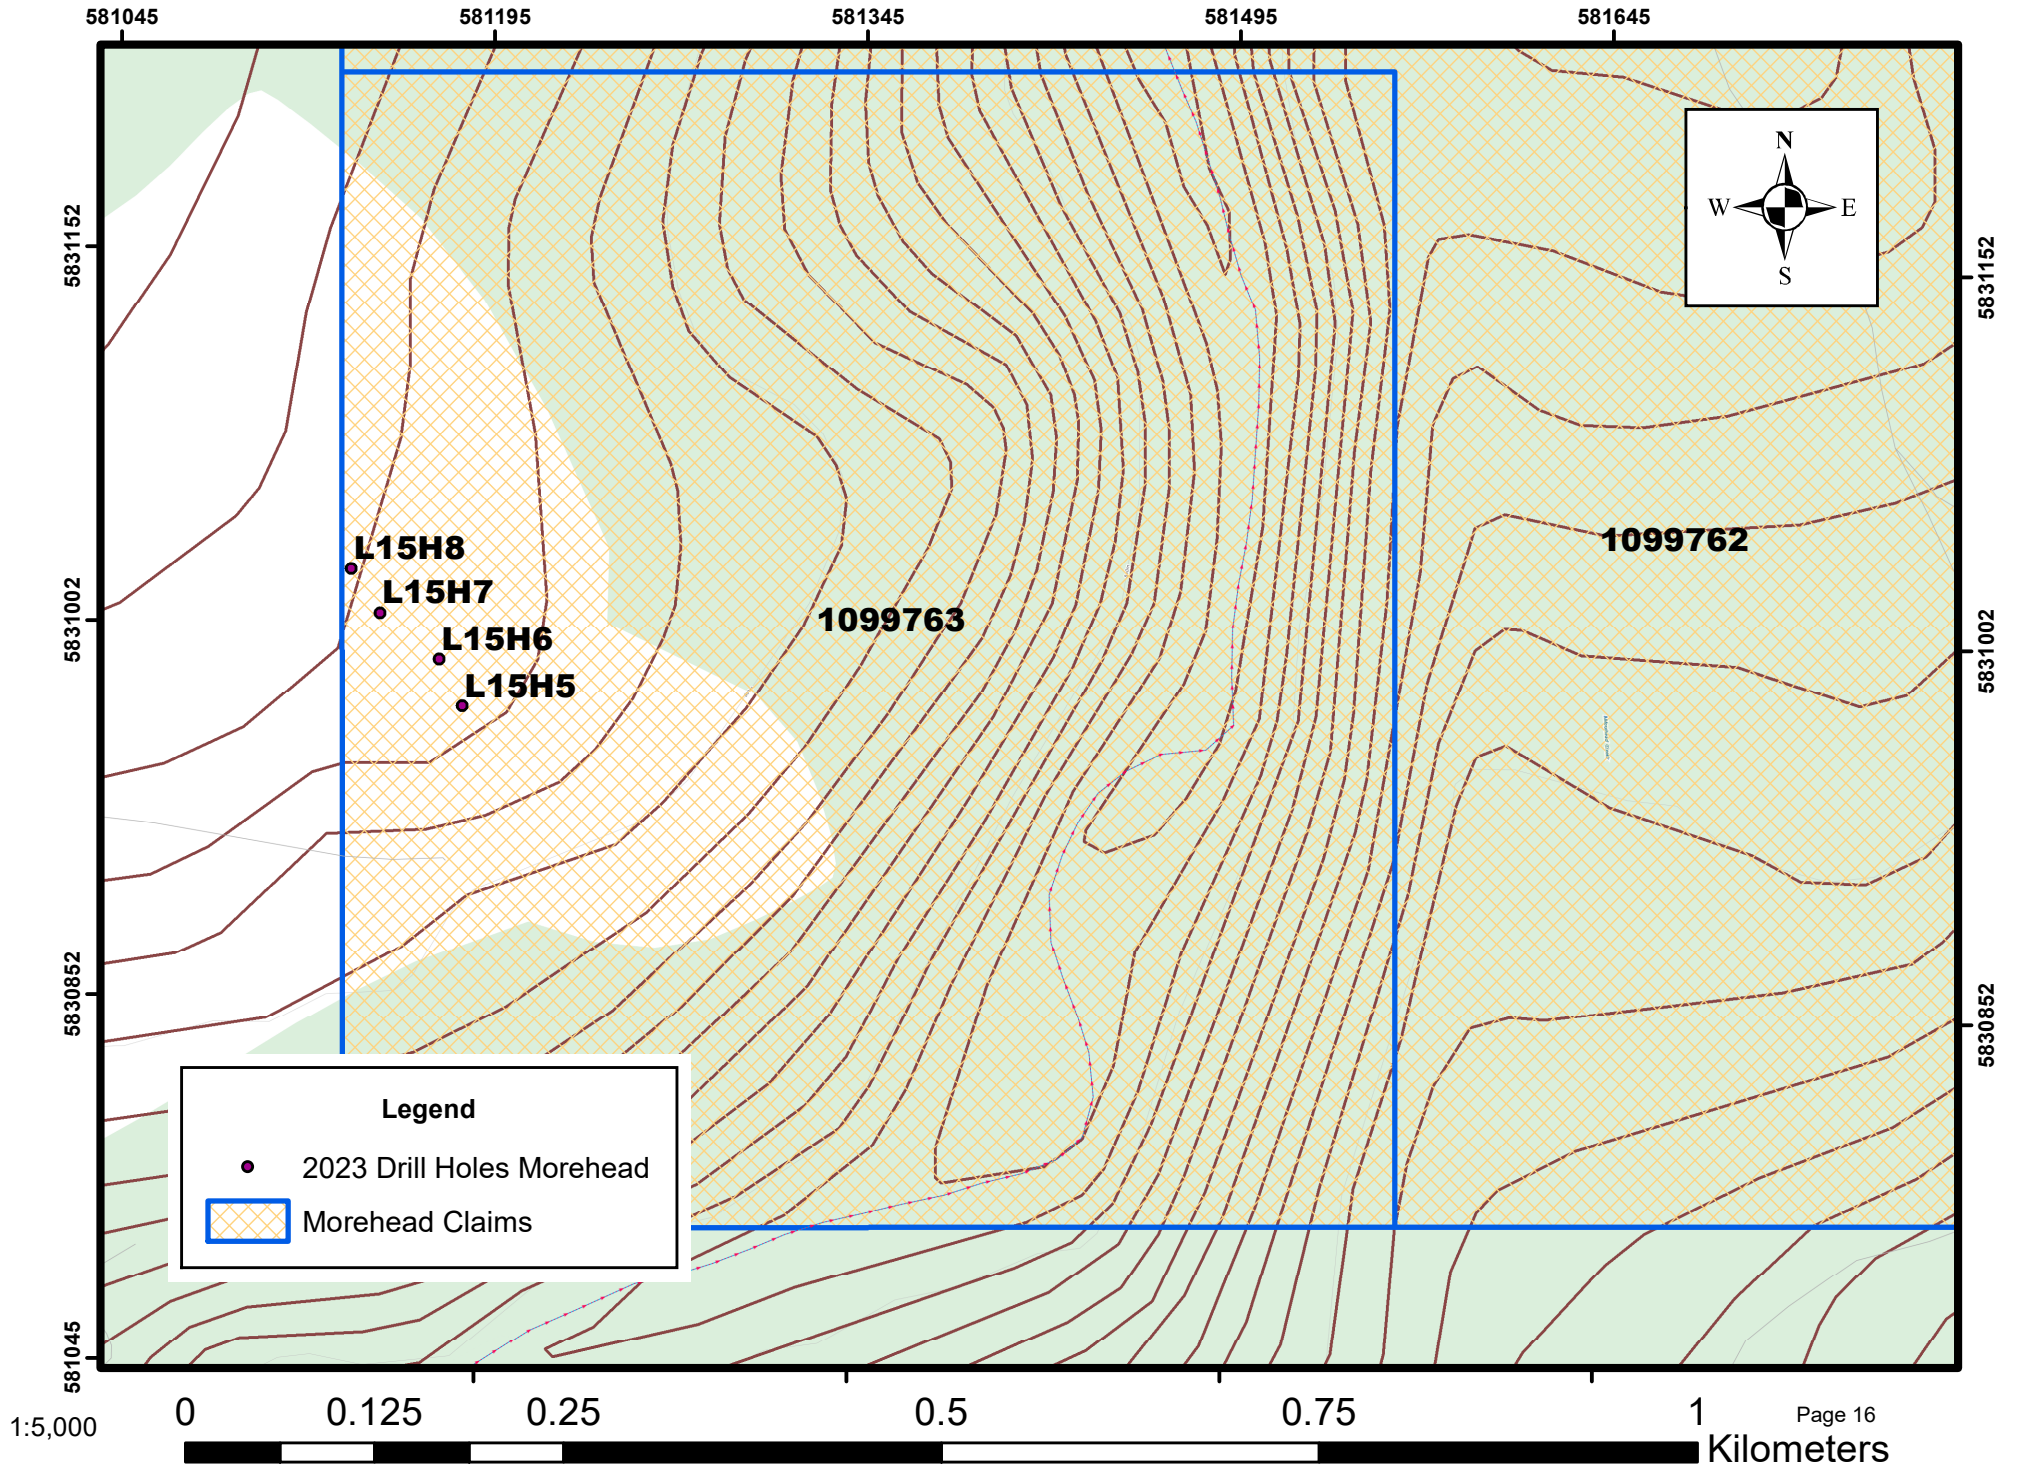 581045 581195 581345 581495 581645
N
W E
S
5831152
5831152
L15H8
1099762
L15H7
5831002
1099763
L15H6
5831002
L15H5
5830852
5830852
Legend
2023 Drill Holes Morehead
Morehead Claims
581045
0 0.125 0.25 0.5 0.75 1
1:5,000
Page 16
Kilometers